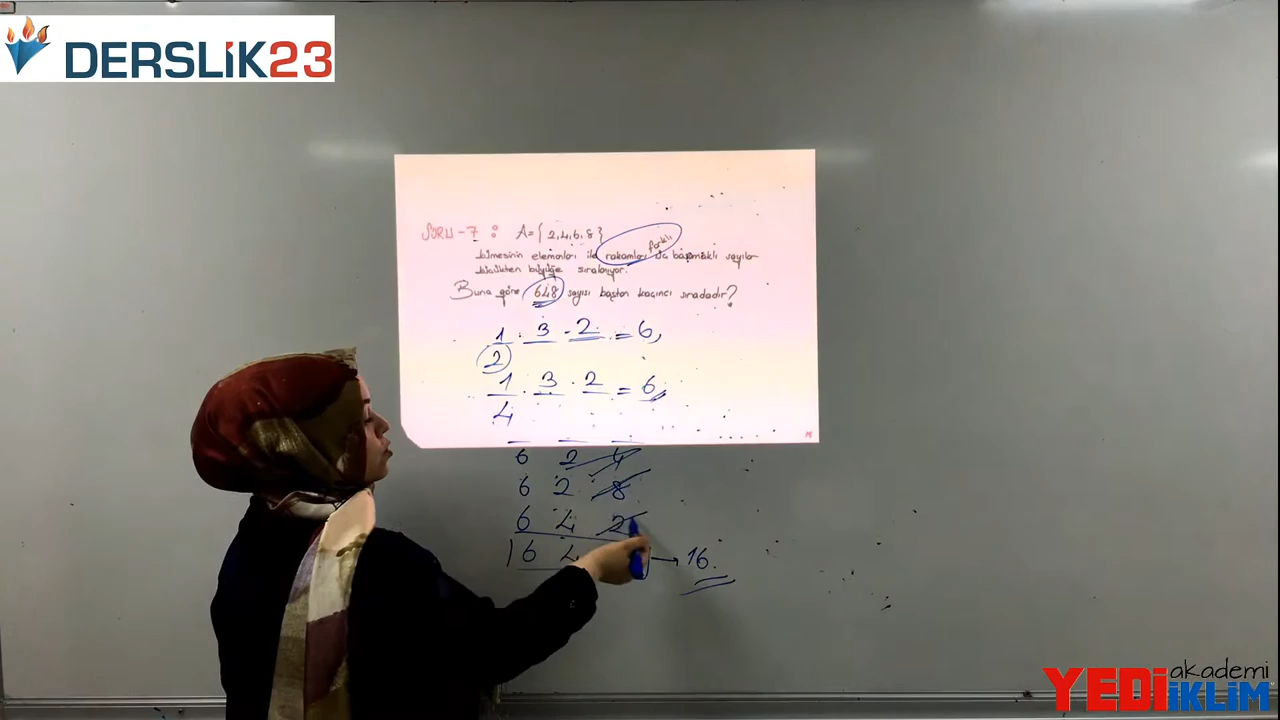 DERSLİK23
SORU-7 : A={2,4,6,8}
kümesinin elemanları ile rakamları farklı üç basamaklı sayılar
küçükten büyüğe sıralanıyor.
Buna göre 648 sayısı baştan kaçıncı sıradadır?
1 . 3 . 2 = 6
2
1 . 3 . 2 = 6
4
6 2 4
6 2 8
6 4 2
6 4 → 16.
YEDİ akademi
İKLİM